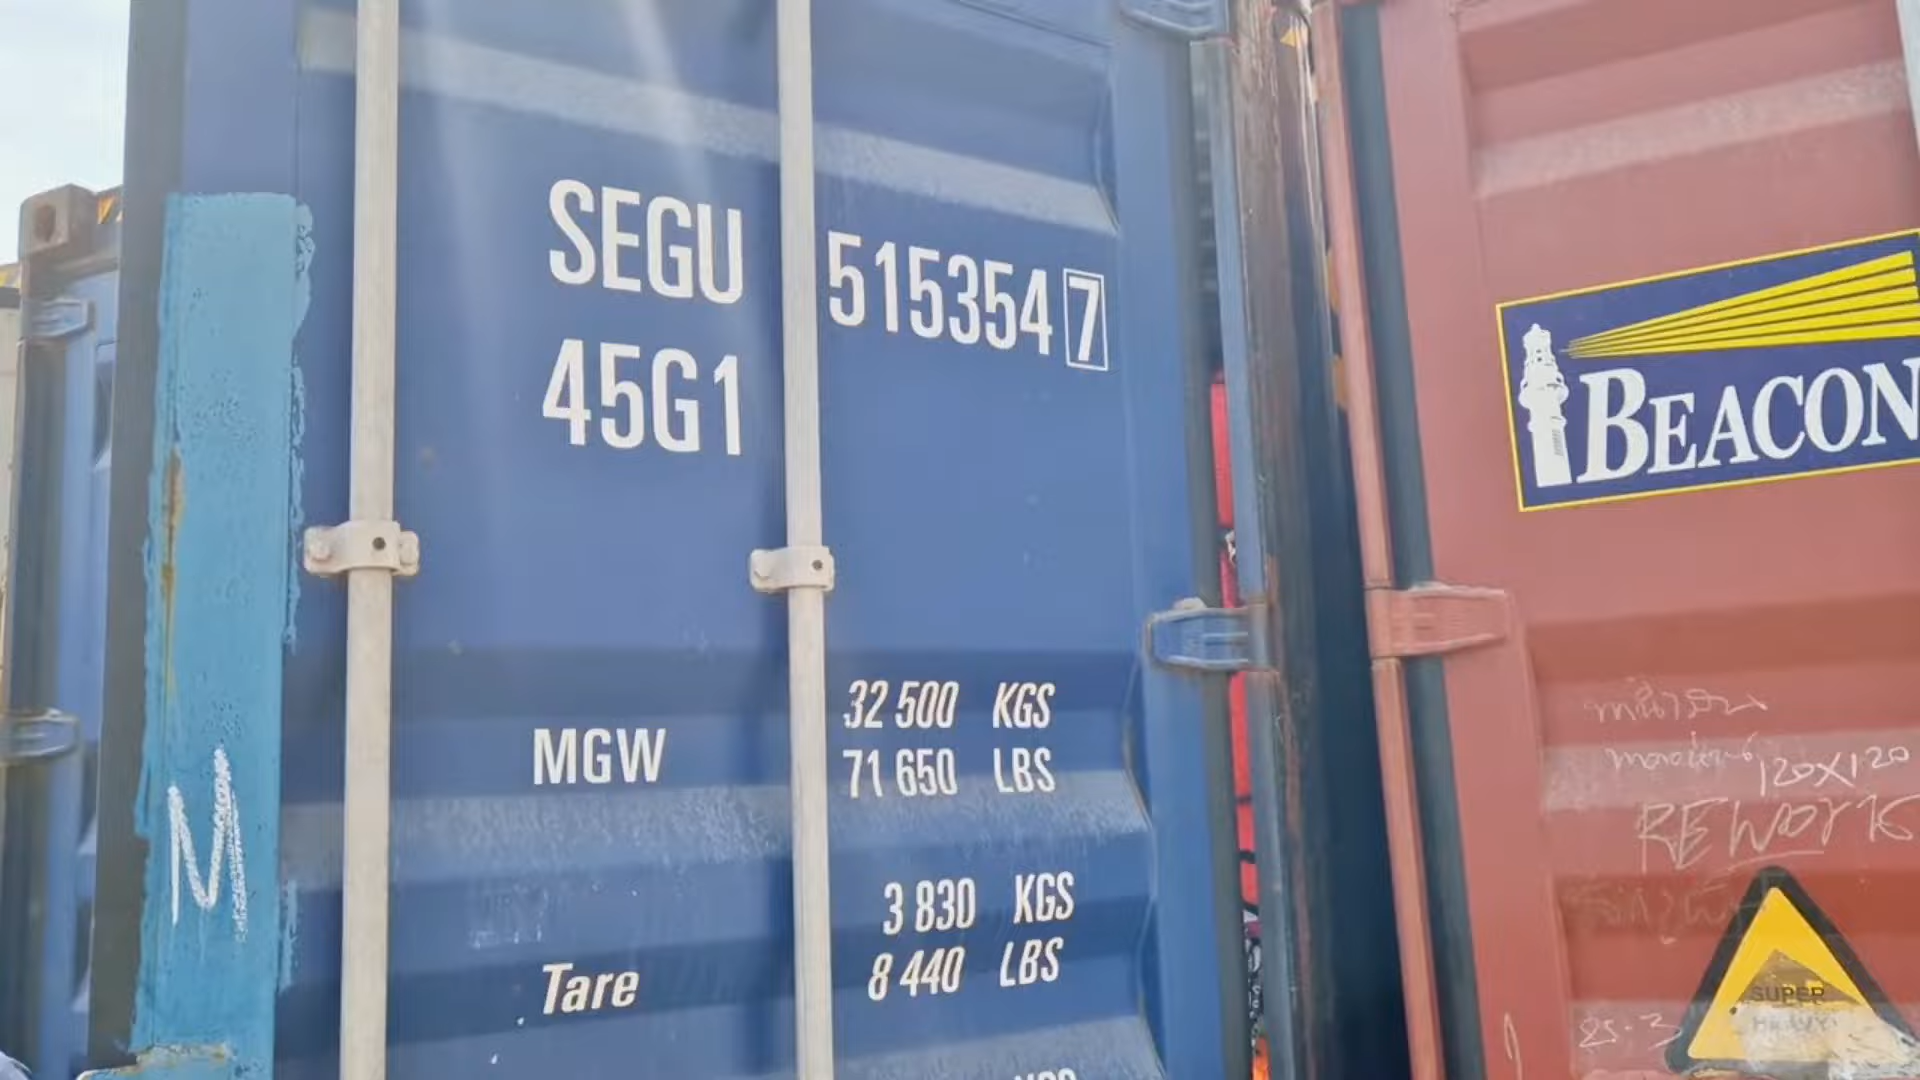 SEGU 515354 7
45G1
MGW 32 500 KGS
71 650 LBS
Tare 3 830 KGS
8 440 LBS
N
BEACON
120X120
REWORK
SUPER
HEAVY
25.3